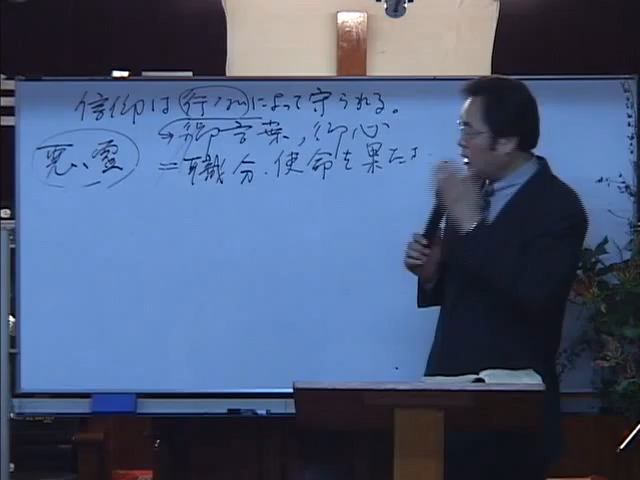 信仰は行いによって守られる。
→御言葉,御心
悪い霊
=職分.使命を果たす